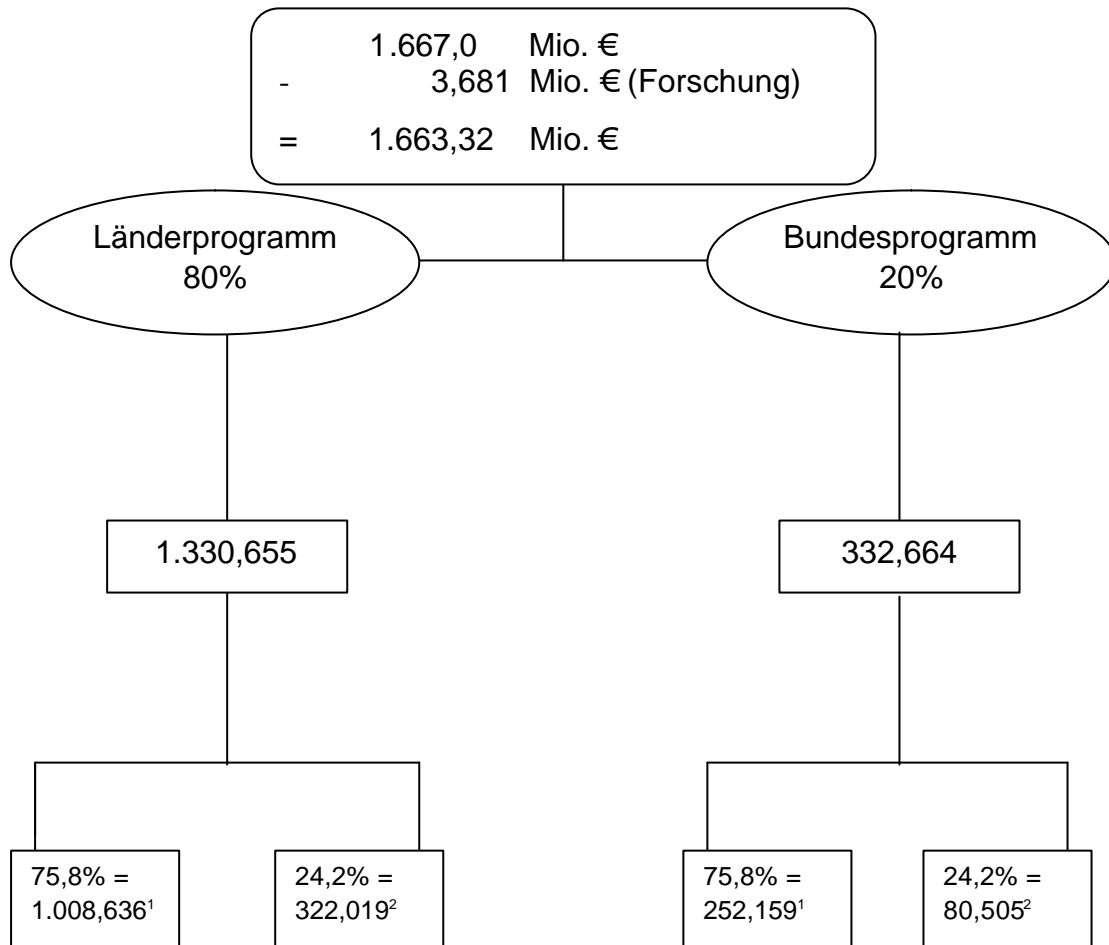 1.667,0 Mio. €
- 3,681 Mio. € (Forschung)
= 1.663,32 Mio. €
Länderprogramm
80%
Bundesprogramm
20%
1.330,655
332,664
75,8% =
1.008,636¹
24,2% =
322,019²
75,8% =
252,159¹
24,2% =
80,505²